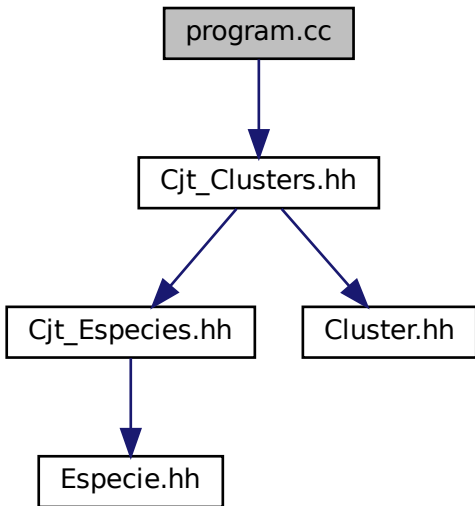 program.cc
Cjt_Clusters.hh
Cjt_Especies.hh
Cluster.hh
Especie.hh